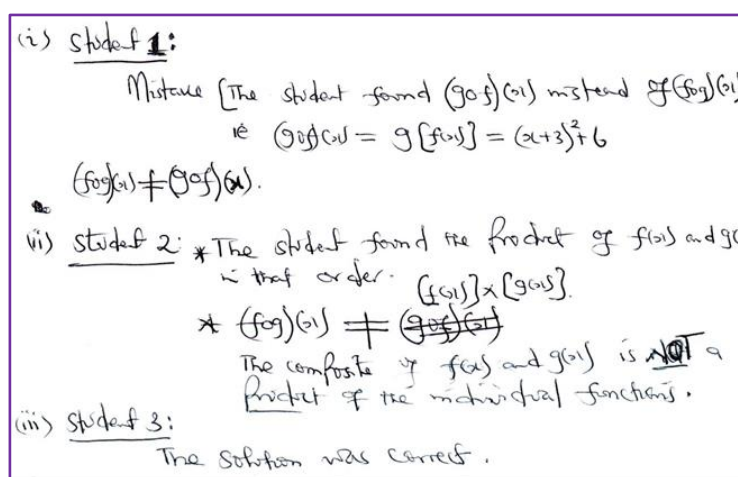 (i) Student 1:
Mistake [The student found (gof)(x) instead of (fog)(x)
ie (gof)(x) = g[f(x)] = (x+3)²+6
(fog)(x) ≠ (gof)(x).
(ii) Student 2: * The student found the product of f(x) and g(
in that order. [f(x)]×[g(x)].
* (fog)(x) ≠ (gof)(x)
The composite of f(x) and g(x) is NOT a
product of the individual functions.
(iii) Student 3:
The solution was correct.